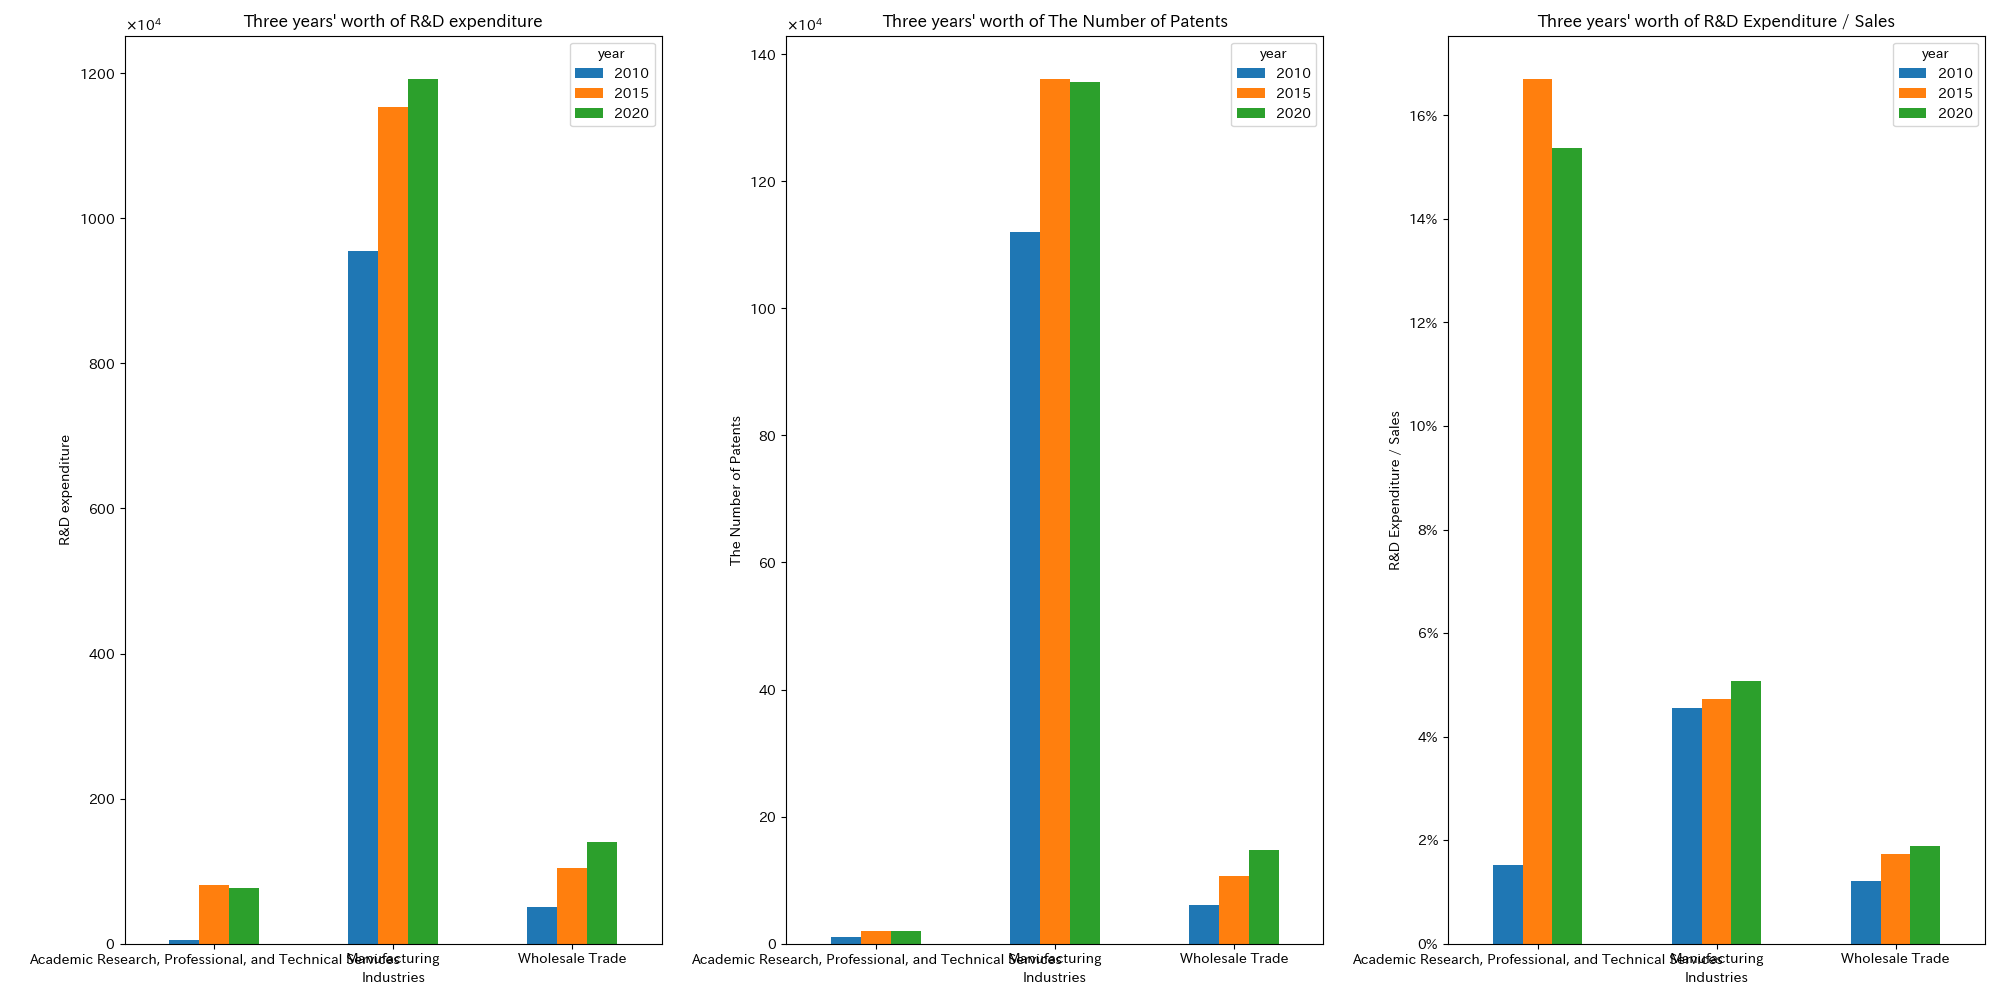 Three years' worth of R&D expenditure
×10⁴
1200
1000
800
600
400
200
0
R&D expenditure
year
2010
2015
2020
Academic Research, Professional, and Technical Services
Manufacturing
Wholesale Trade
Industries
Three years' worth of The Number of Patents
×10⁴
140
120
100
80
60
40
20
0
The Number of Patents
year
2010
2015
2020
Academic Research, Professional, and Technical Services
Manufacturing
Wholesale Trade
Industries
Three years' worth of R&D Expenditure / Sales
16%
14%
12%
10%
8%
6%
4%
2%
0%
R&D Expenditure / Sales
year
2010
2015
2020
Academic Research, Professional, and Technical Services
Manufacturing
Wholesale Trade
Industries